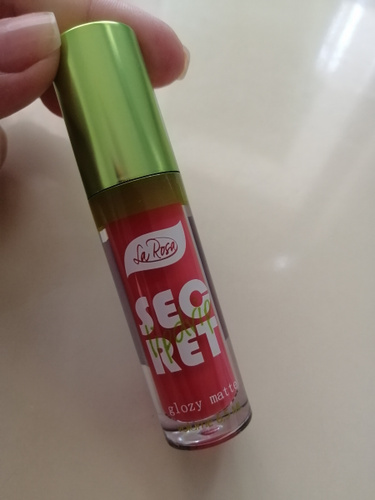 La Rosa
SEC
RET
glozy matte